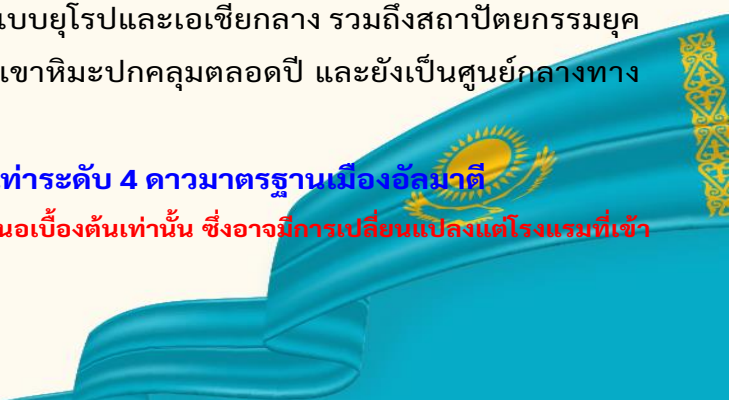 แบบยุโรปและเอเชียกลาง รวมถึงสถาปัตยกรรมยุค
เขาหิมะปกคลุมตลอดปี และยังเป็นศูนย์กลางทาง
ท่าระดับ 4 ดาวมาตรฐานเมืองอัลมาตี
นอเบื้องต้นเท่านั้น ซึ่งอาจมีการเปลี่ยนแปลงแต่โรงแรมที่เข้า